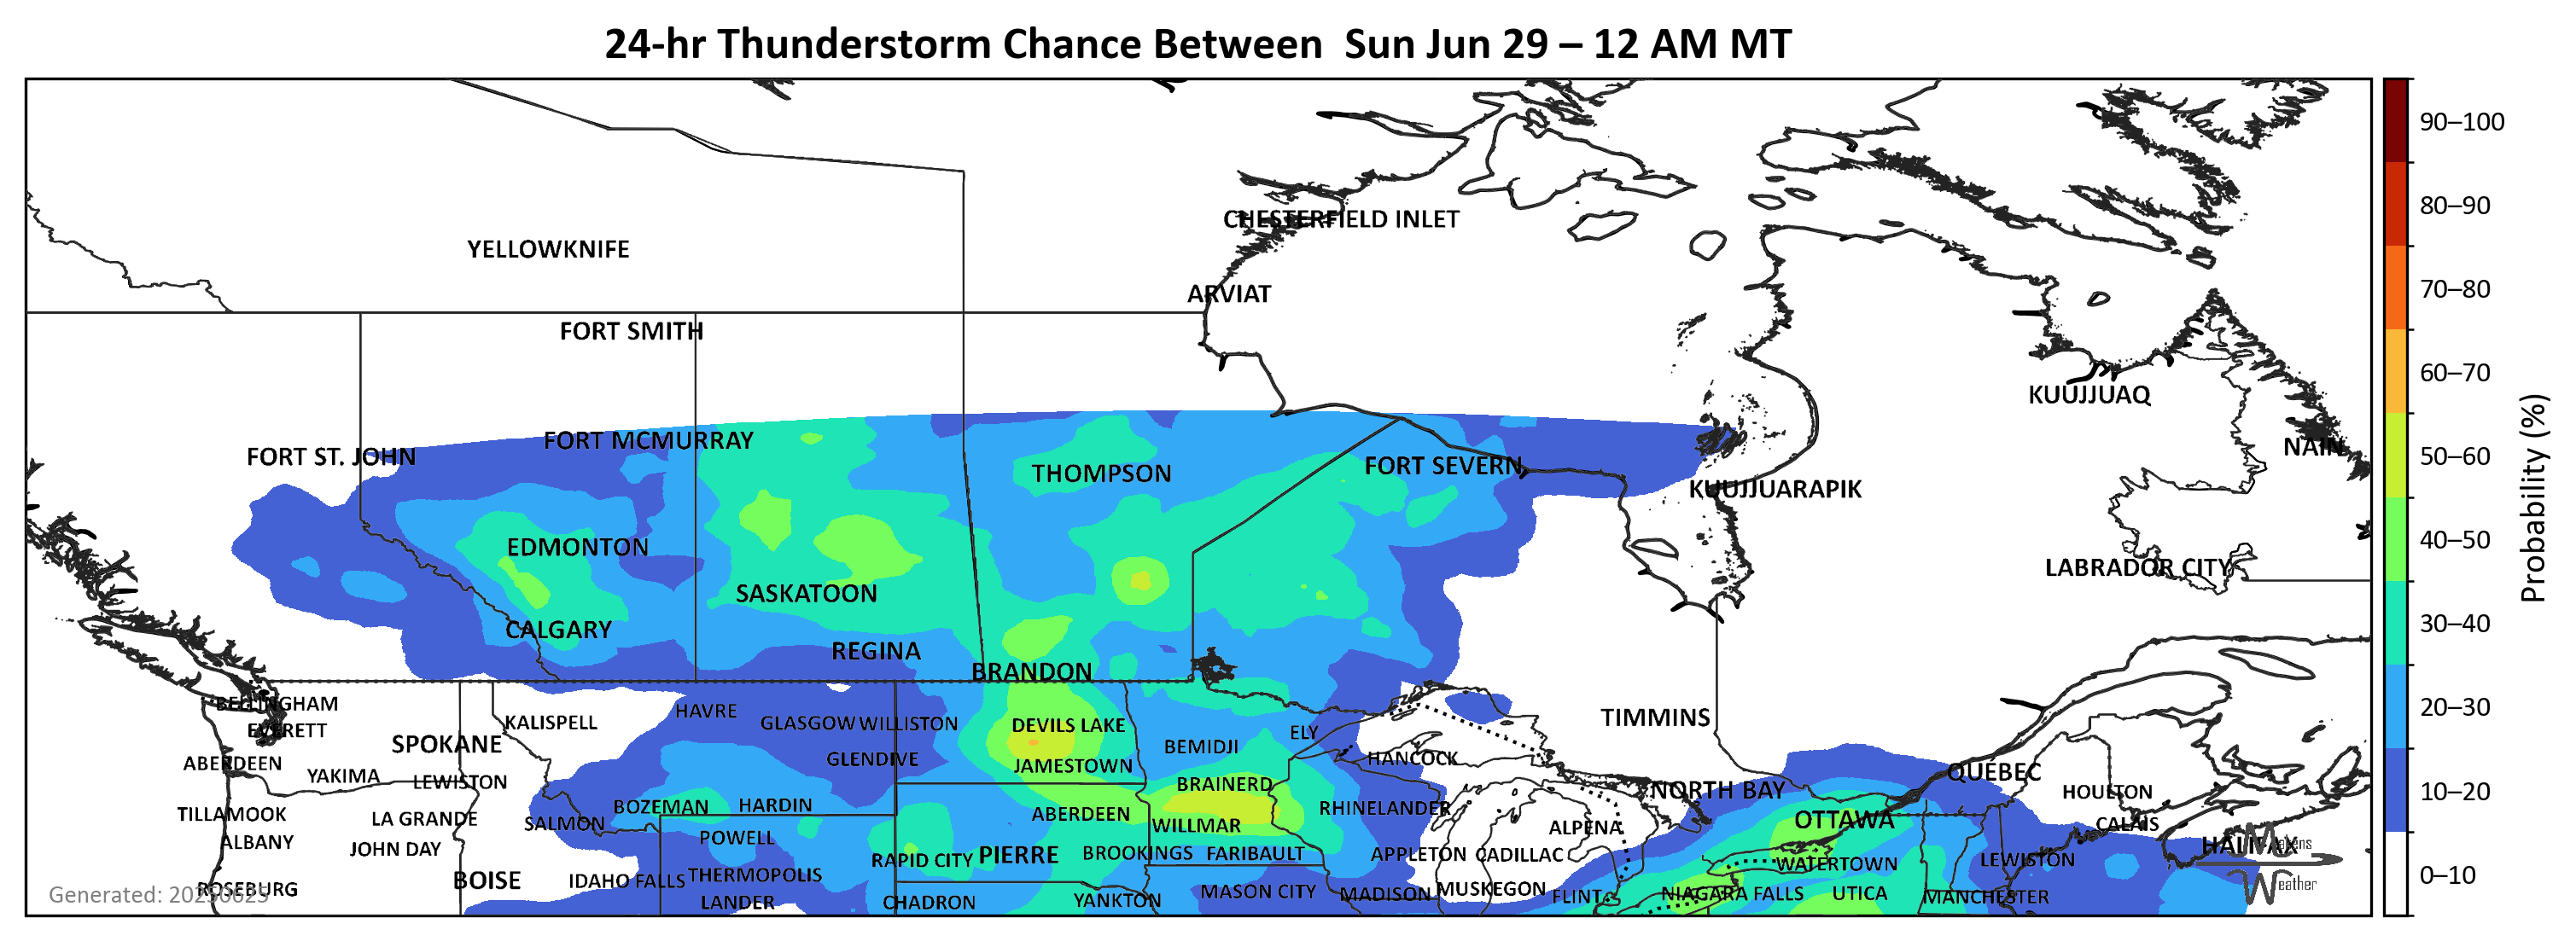 24-hr Thunderstorm Chance Between  Sun Jun 29 – 12 AM MT
90–100
80–90
CHESTERFIELD INLET
YELLOWKNIFE
70–80
ARVIAT
FORT SMITH
60–70
KUUJJUAQ
FORT MCMURRAY
NAIN
FORT ST. JOHN
50–60
FORT SEVERN
THOMPSON
KUUJJUARAPIK
Probability (%)
40–50
EDMONTON
LABRADOR CITY
SASKATOON
30–40
CALGARY
REGINA
BRANDON
BELLINGHAM
20–30
HAVRE
TIMMINS
KALISPELL
GLASGOW
WILLISTON
DEVILS LAKE
EVERETT
ELY
SPOKANE
BEMIDJI
HANCOCK
GLENDIVE
ABERDEEN
JAMESTOWN
QUÉBEC
YAKIMA
LEWISTON
BRAINERD
NORTH BAY
HOULTON
10–20
BOZEMAN
HARDIN
RHINELANDER
TILLAMOOK
ABERDEEN
LA GRANDE
OTTAWA
SALMON
CALAIS
WILLMAR
ALPENA
POWELL
ALBANY
HALIFAX
Matens
JOHN DAY
BROOKINGS
FARIBAULT
APPLETON
CADILLAC
PIERRE
RAPID CITY
LEWISTON
WATERTOWN
THERMOPOLIS
0–10
BOISE
IDAHO FALLS
Weather
ROSEBURG
MUSKEGON
MASON CITY
NIAGARA FALLS
UTICA
MADISON
Generated: 20250625
FLINT
MANCHESTER
YANKTON
LANDER
CHADRON